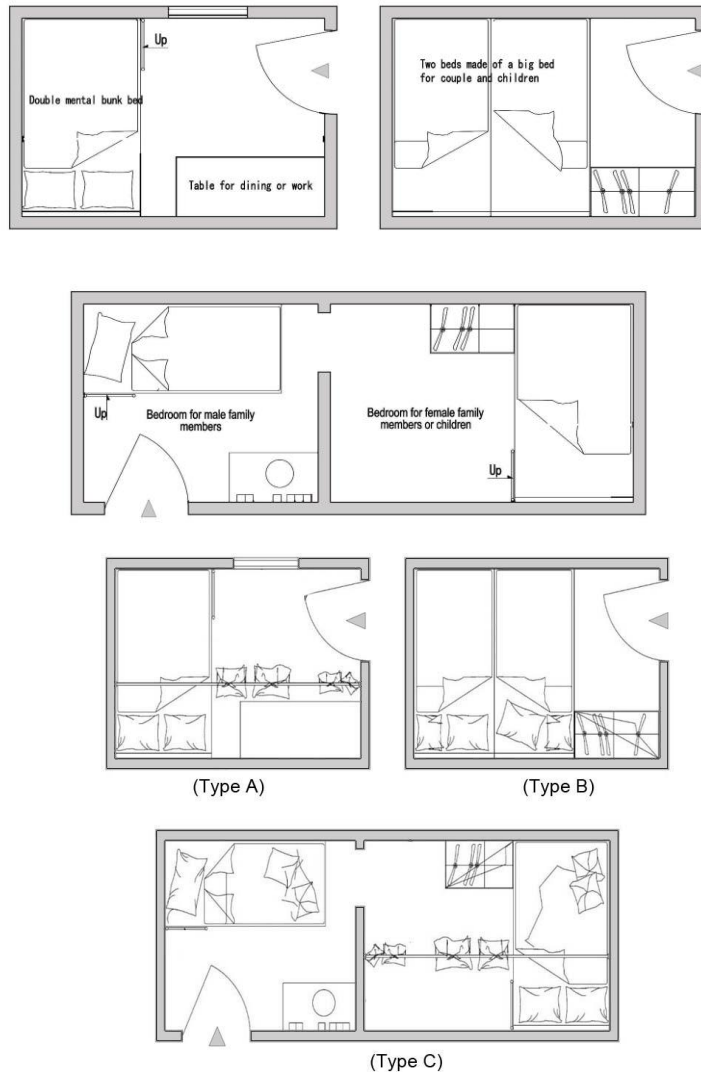 Up
Double mental bunk bed
Table for dining or work
Two beds made of a big bed
for couple and children
Up
Bedroom for male family
members
Bedroom for female family
members or children
Up
(Type A)
(Type B)
(Type C)